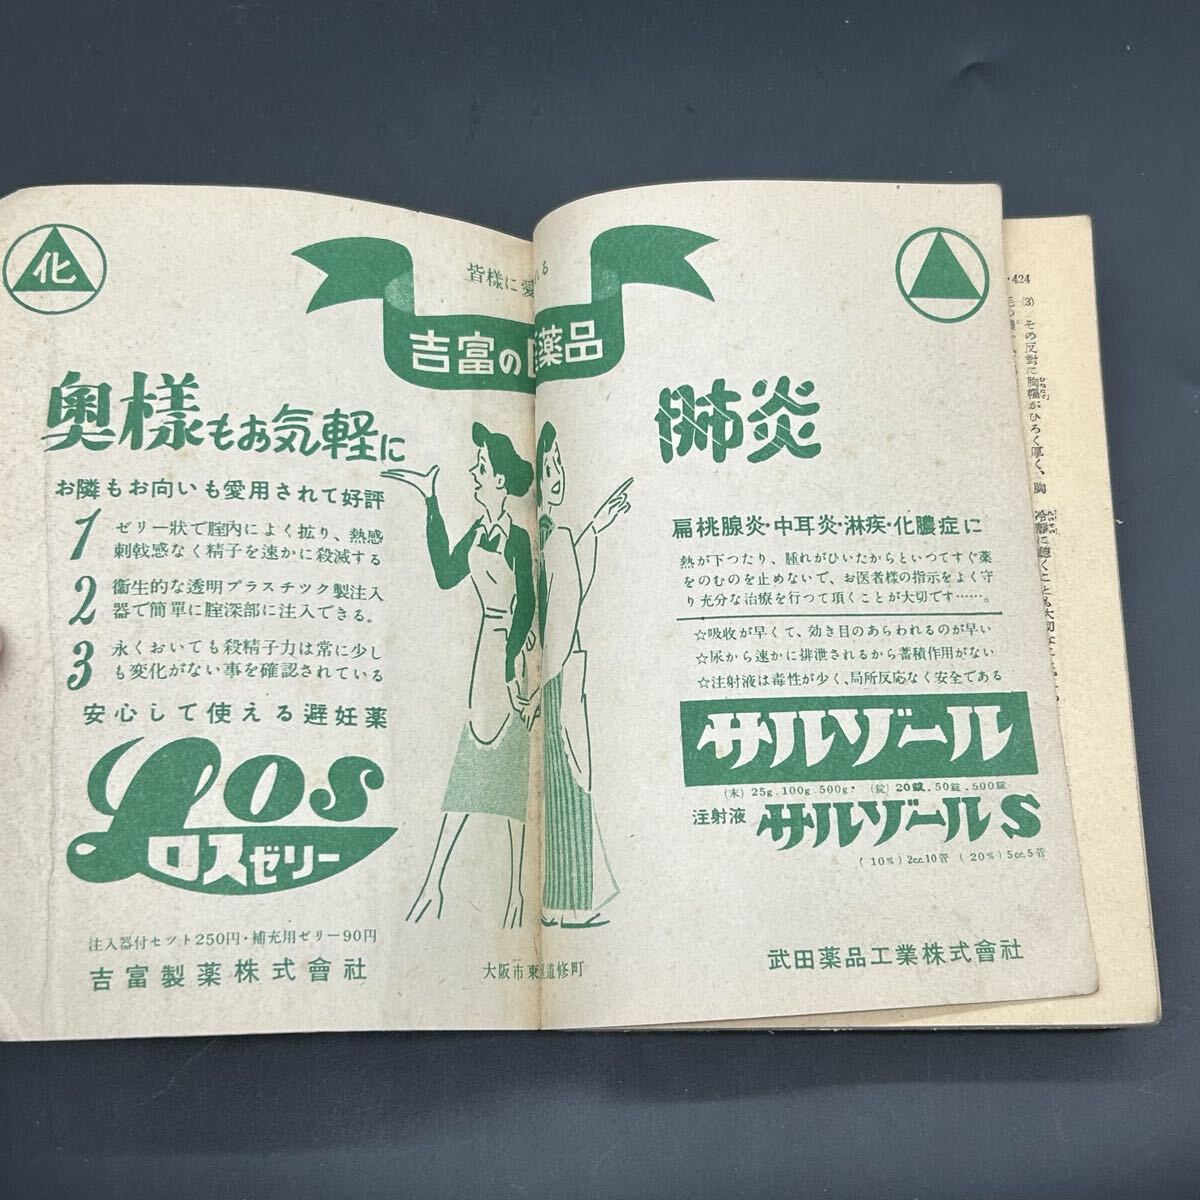 化
皆様に愛
れる
吉富の医薬品
奥様もお気軽に
お隣もお向いも愛用されて好評
1 ゼリー狀で腟内によく拡り、熱感
刺戟感なく精子を速かに殺滅する
2 衞生的な透明プラスチツク製注入
器で簡單に腟深部に注入できる。
3 永くおいても殺精子力は常に少し
も変化がない事を確認されている
安心して使える避妊薬
Los
ロスゼリー
注入器付セット250円・補充用ゼリー90円
吉富製薬株式會社
大阪市東区道修町
肺炎
扁桃腺炎・中耳炎・淋疾・化膿症に
熱が下つたり、腫れがひいたからといつてすぐ薬
をのむのを止めないで、お医者様の指示をよく守
り充分な治療を行つて頂くことが大切です……。
☆吸收が早くて、効き目のあらわれるのが早い
☆尿から速かに排泄されるから蓄積作用がない
☆注射液は毒性が少く、局所反応なく安全である
サルゾール
(末) 25g.100g.500g. (錠) 20錠.50錠.500錠
注射液 サルゾールS
(10%) 2cc.10管 (20%) 5cc.5管
武田薬品工業株式會社
・424
(3) その反對に胸幅がひろく厚く、胸
冷靜に聽くことも大切な